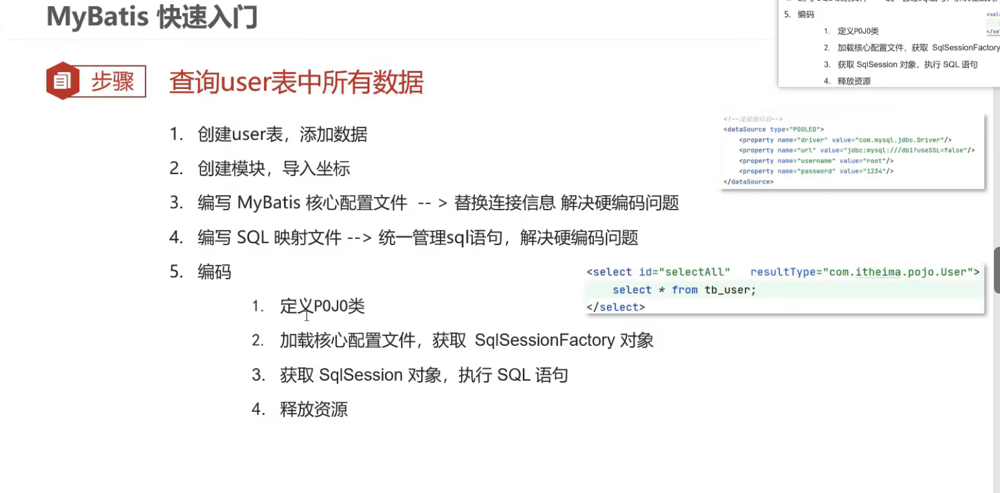 MyBatis 快速入门
步骤
查询user表中所有数据
1. 创建user表，添加数据
2. 创建模块，导入坐标
3. 编写 MyBatis 核心配置文件 -- > 替换连接信息 解决硬编码问题
4. 编写 SQL 映射文件 --> 统一管理sql语句，解决硬编码问题
5. 编码
1. 定义POJO类
2. 加载核心配置文件，获取 SqlSessionFactory 对象
3. 获取 SqlSession 对象，执行 SQL 语句
4. 释放资源
5. 编码
1. 定义POJO类
2. 加载核心配置文件，获取 SqlSessionFactory
3. 获取 SqlSession 对象，执行 SQL 语句
4. 释放资源
<!--连接池信息-->
<dataSource type="POOLED">
<property name="driver" value="com.mysql.jdbc.Driver"/>
<property name="url" value="jdbc:mysql:///db1?useSSL=false"/>
<property name="username" value="root"/>
<property name="password" value="1234"/>
</dataSource>
<select id="selectAll" resultType="com.itheima.pojo.User">
select * from tb_user;
</select>